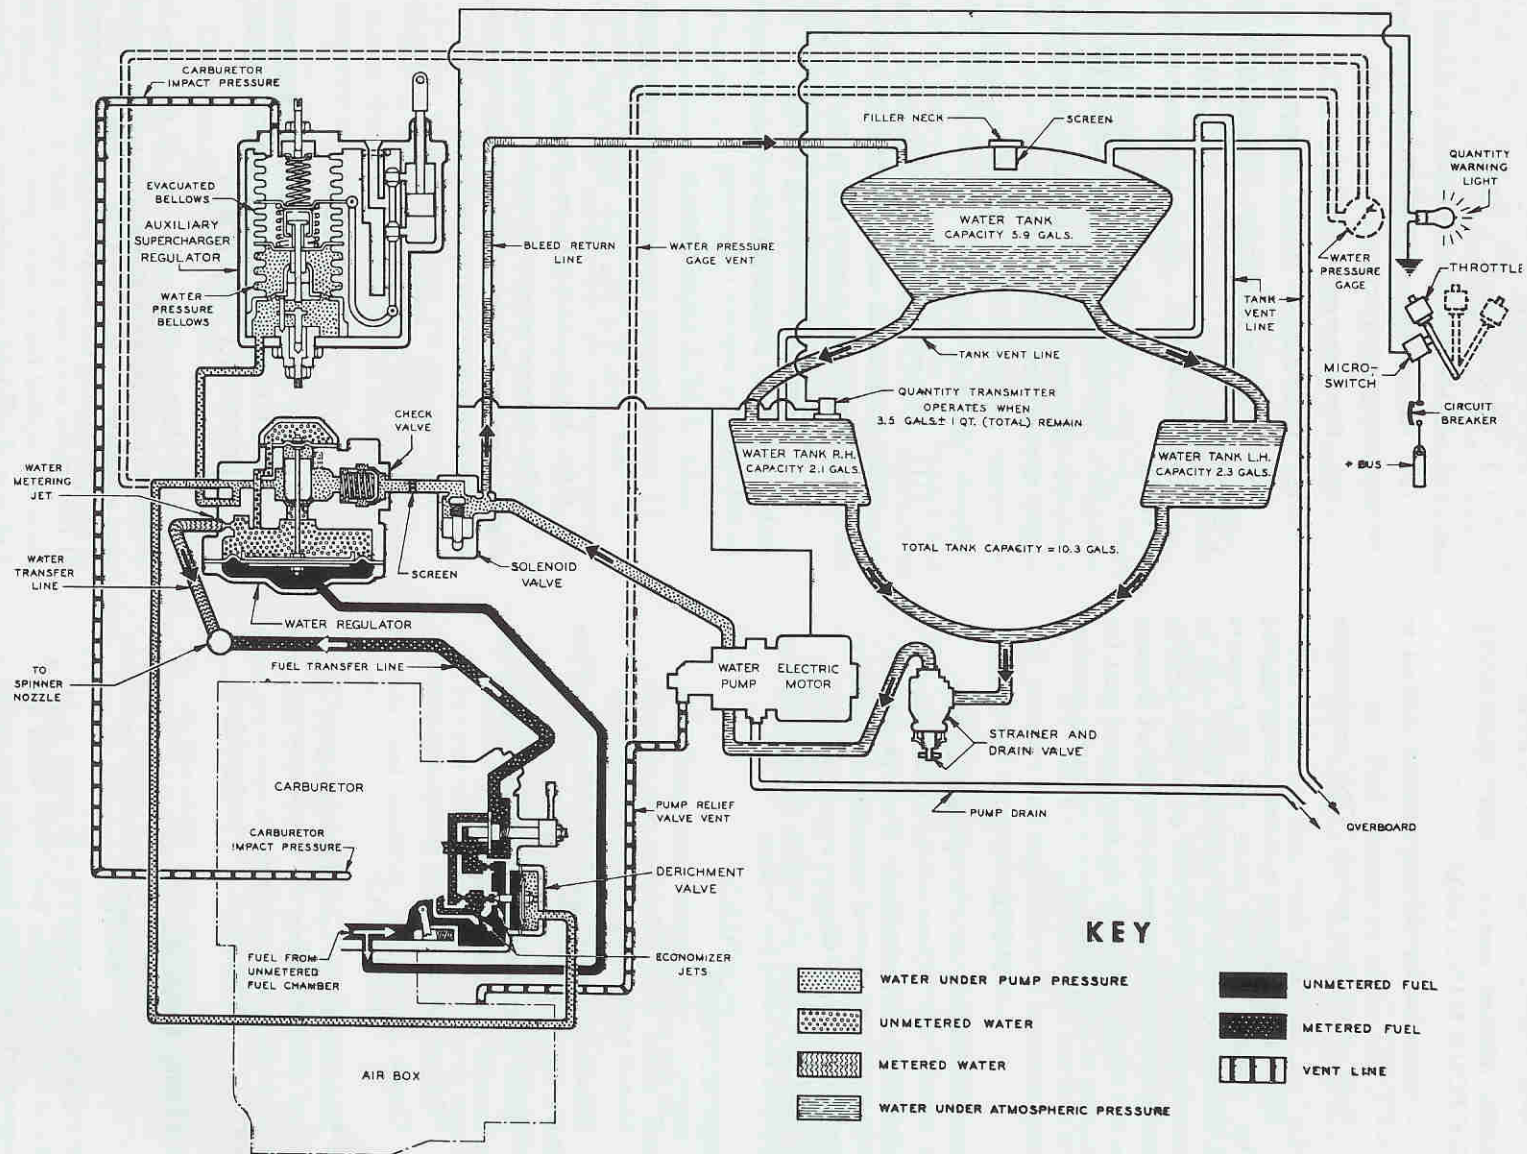 CARBURETOR
IMPACT PRESSURE
EVACUATED
BELLOWS
AUXILIARY
SUPERCHARGER
REGULATOR
WATER
PRESSURE
BELLOWS
BLEED RETURN
LINE
WATER PRESSURE
GAGE VENT
FILLER NECK
SCREEN
WATER TANK
CAPACITY 5.9 GALS.
QUANTITY
WARNING
LIGHT
WATER
PRESSURE
GAGE
THROTTLE
TANK
VENT
LINE
TANK VENT LINE
MICRO-
SWITCH
CIRCUIT
BREAKER
+ BUS
QUANTITY TRANSMITTER
OPERATES WHEN
3.5 GALS.± 1 QT. (TOTAL) REMAIN
WATER TANK R.H.
CAPACITY 2.1 GALS.
WATER TANK L.H.
CAPACITY 2.3 GALS.
TOTAL TANK CAPACITY = 10.3 GALS.
CHECK
VALVE
WATER
METERING
JET
WATER
TRANSFER
LINE
SCREEN
SOLENOID
VALVE
WATER REGULATOR
FUEL TRANSFER LINE
TO
SPINNER
NOZZLE
WATER
PUMP
ELECTRIC
MOTOR
STRAINER AND
DRAIN VALVE
CARBURETOR
CARBURETOR
IMPACT PRESSURE
PUMP RELIEF
VALVE VENT
PUMP DRAIN
OVERBOARD
DERICHMENT
VALVE
FUEL FROM
UNMETERED
FUEL CHAMBER
ECONOMIZER
JETS
AIR BOX
KEY
WATER UNDER PUMP PRESSURE
UNMETERED WATER
METERED WATER
WATER UNDER ATMOSPHERIC PRESSURE
UNMETERED FUEL
METERED FUEL
VENT LINE